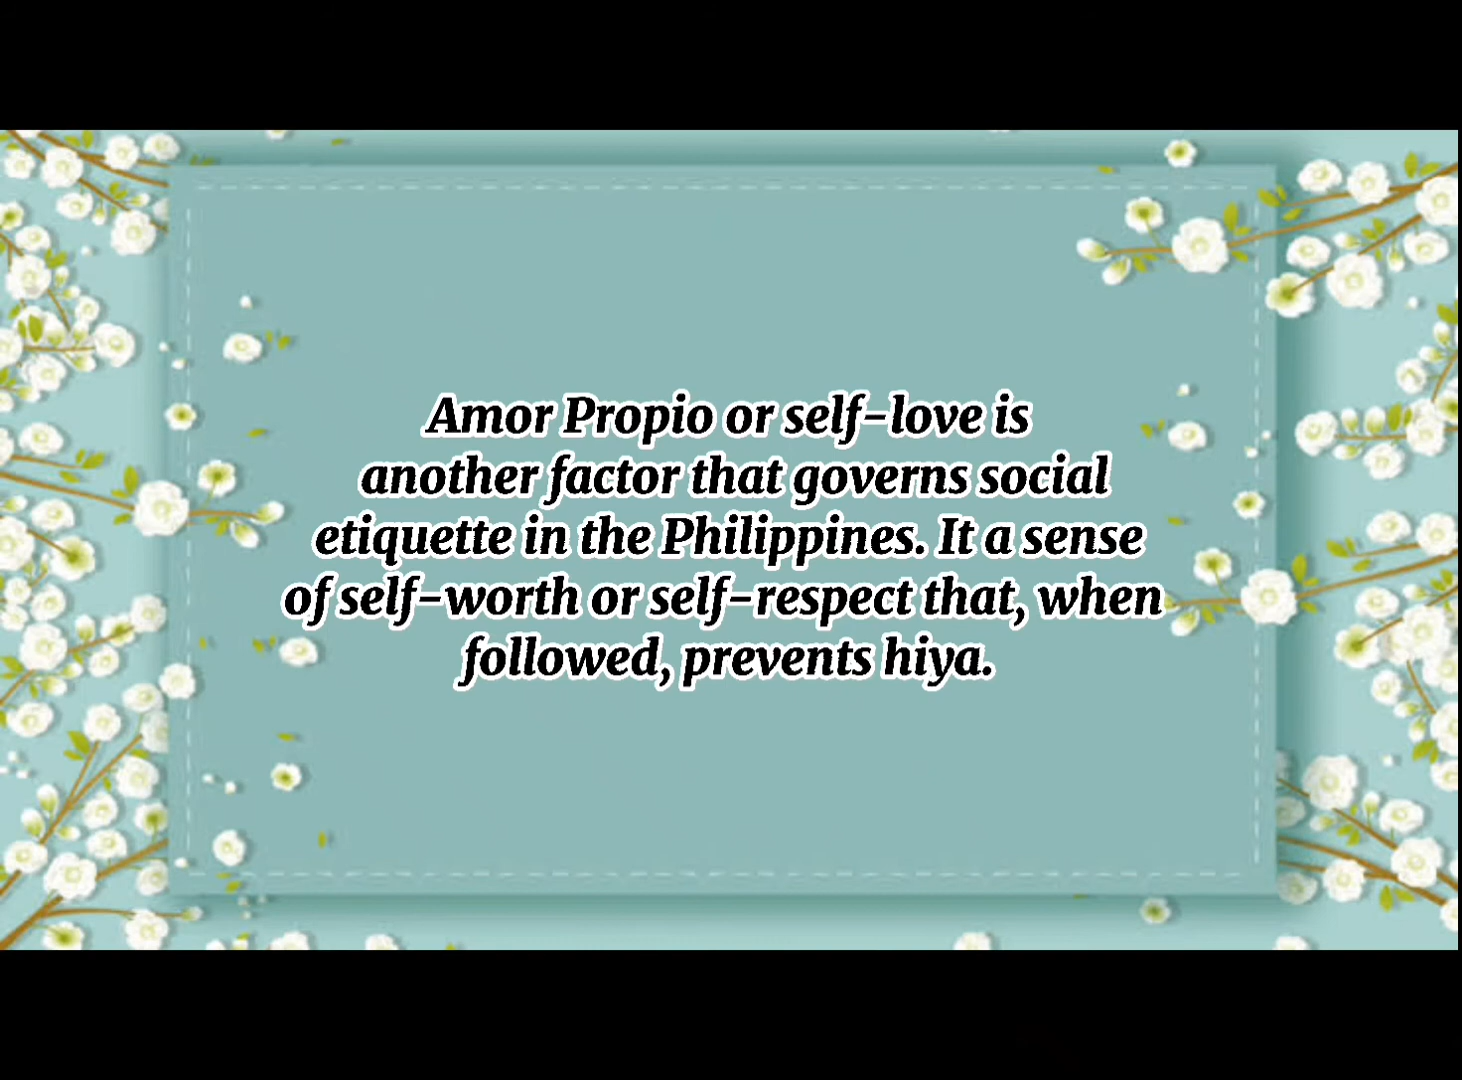 Amor Propio or self-love is
another factor that governs social
etiquette in the Philippines. It a sense
of self-worth or self-respect that, when
followed, prevents hiya.